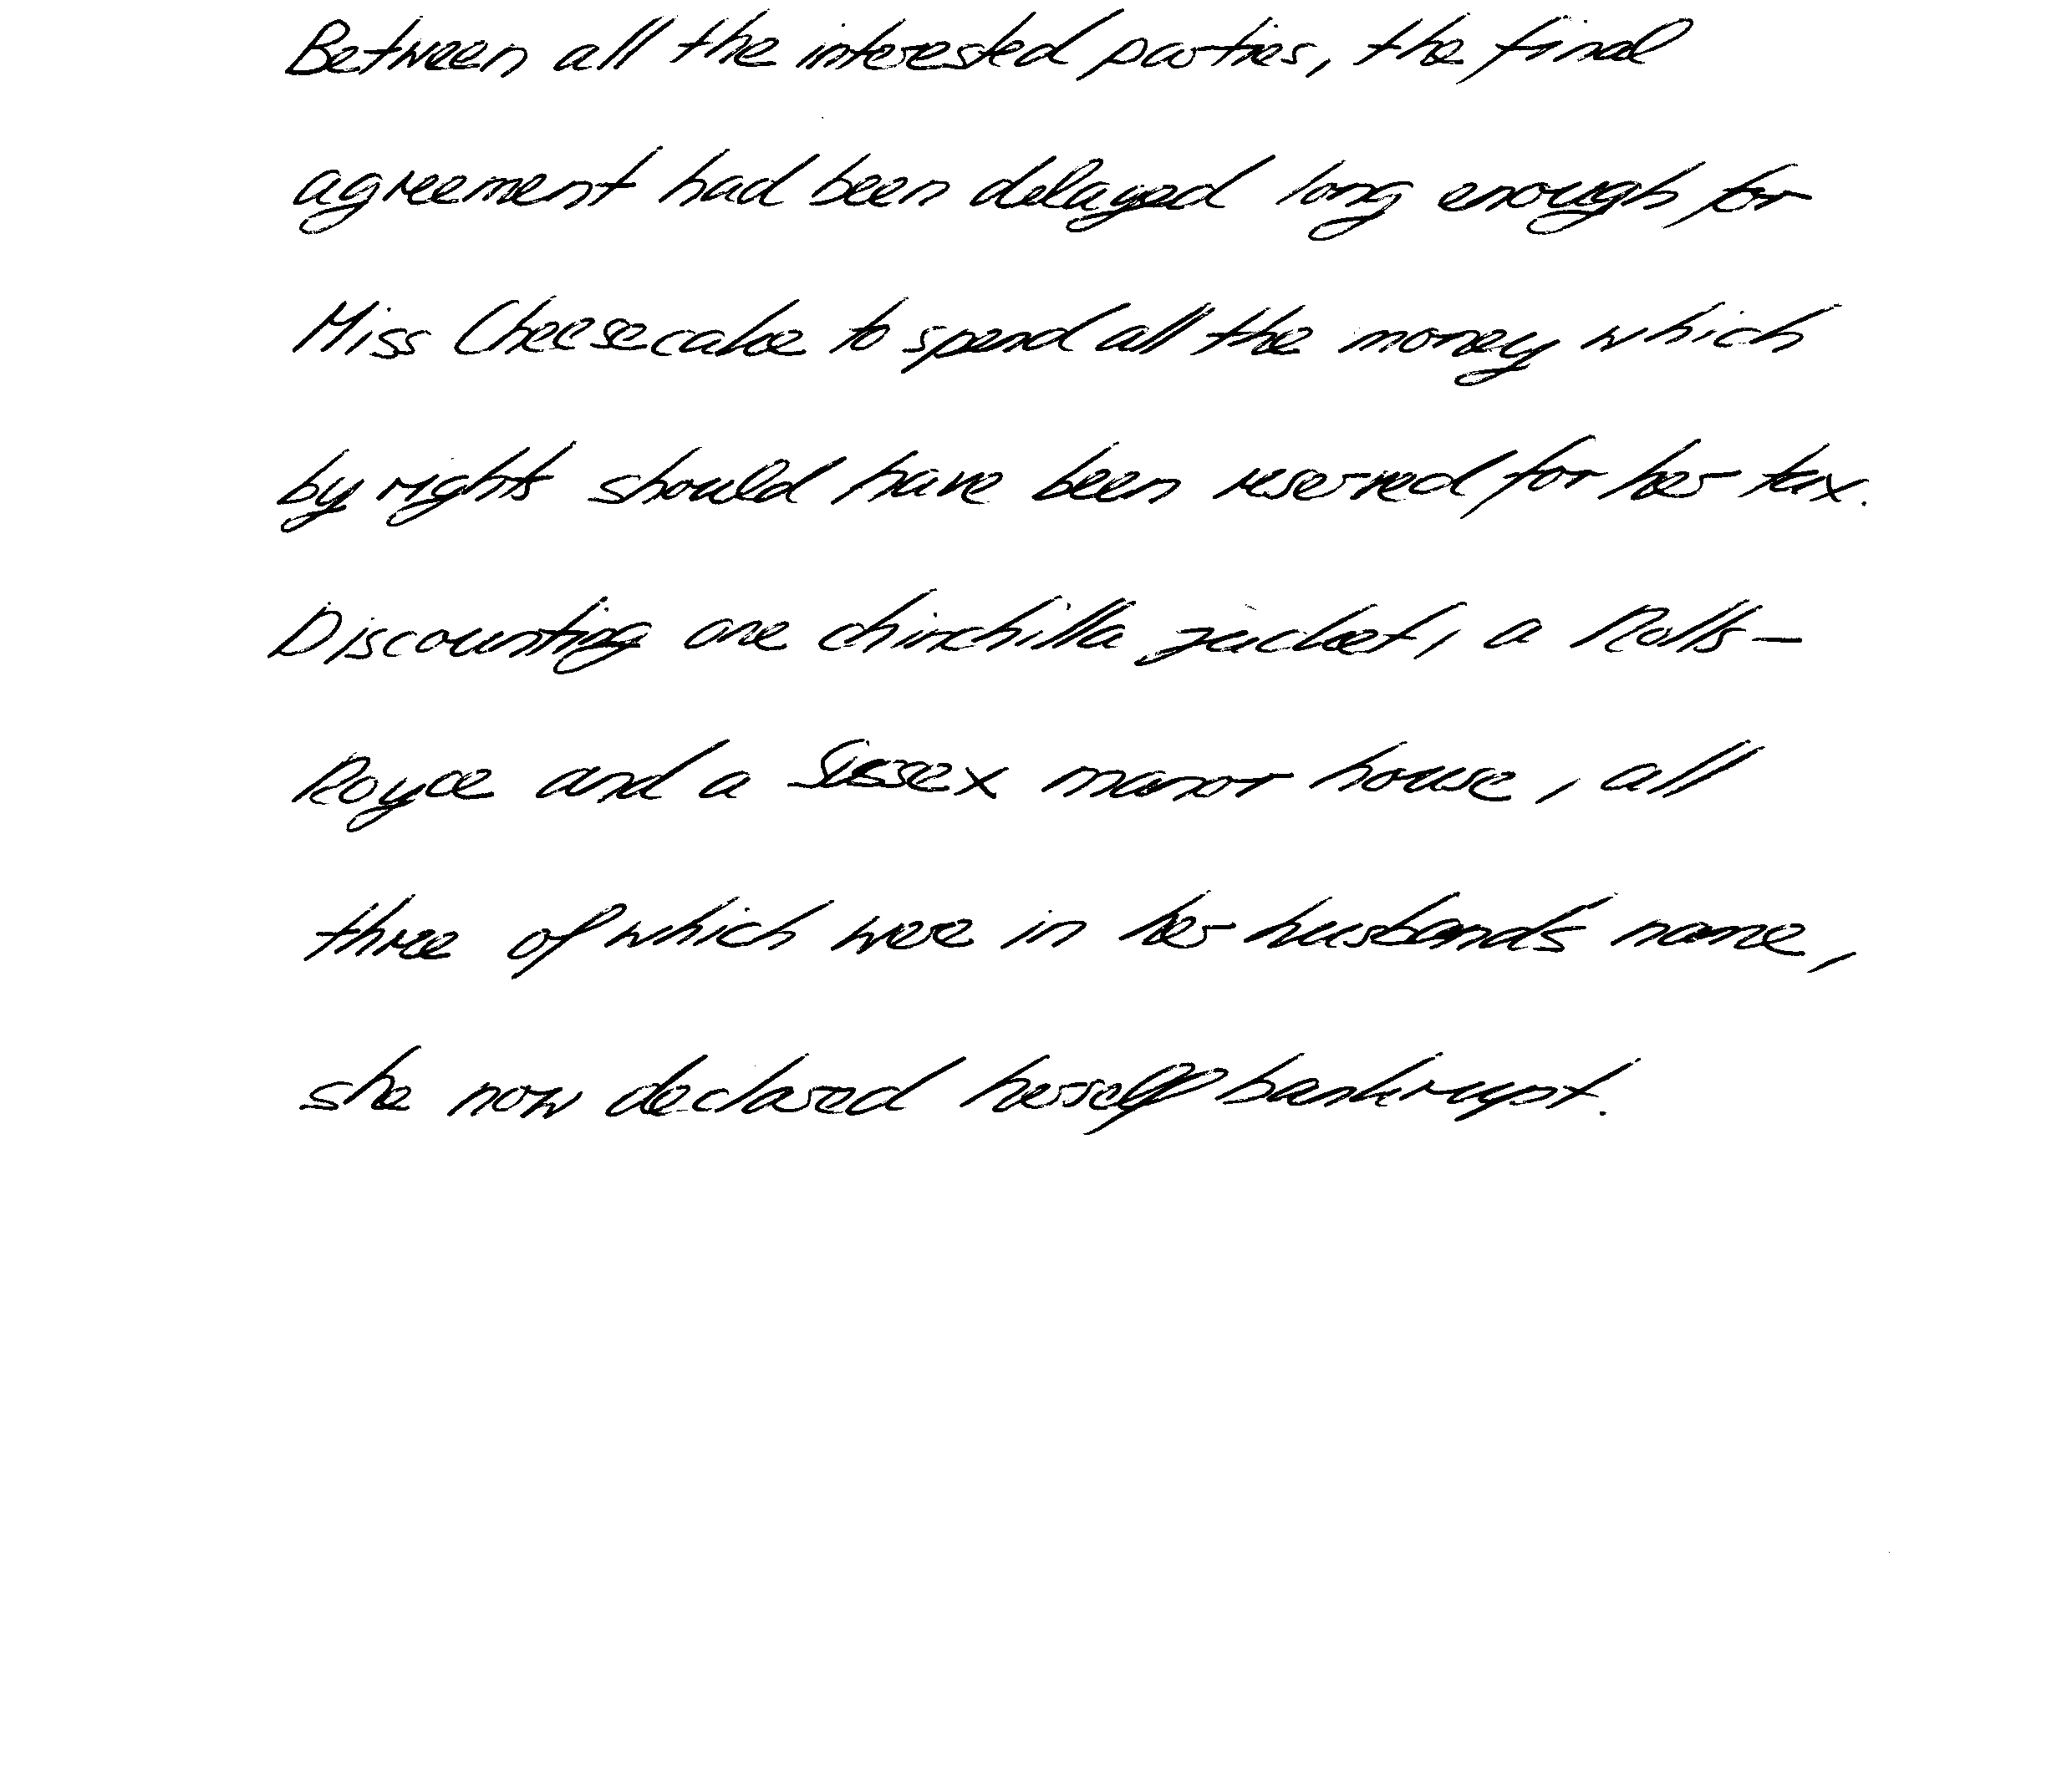 Between all the interested parties, the final
agreement had been delayed long enough for
Miss Cheesecake to spend all the money which
by rights should have been reserved for her tax.
Discounting one chinchilla jacket, a Rolls-
Royce and a Sussex manor house, all
three of which were in her husband's name,
she now declared herself bankrupt.